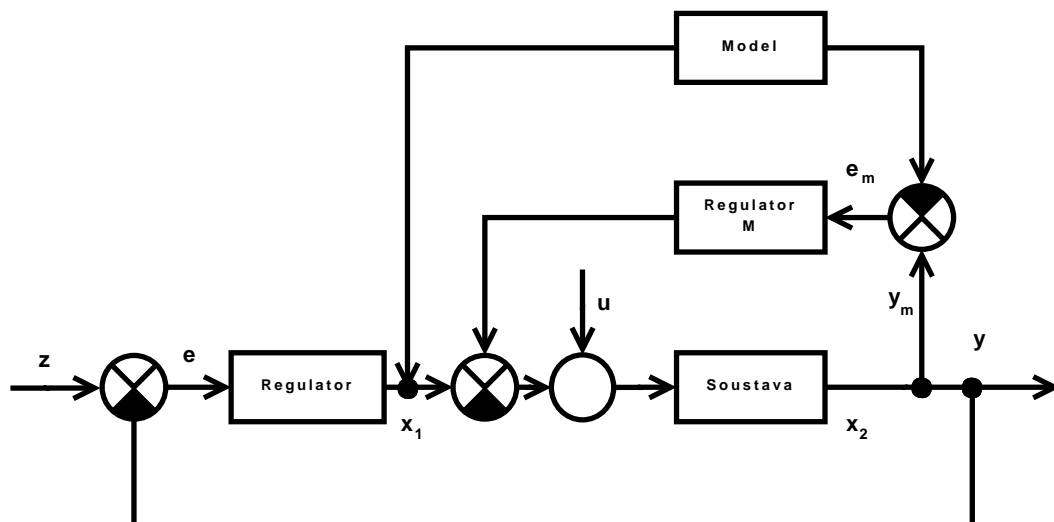 Model
e_m
Regulator
M
u
y_m
z
e
Regulator
Soustava
y
x_1
x_2